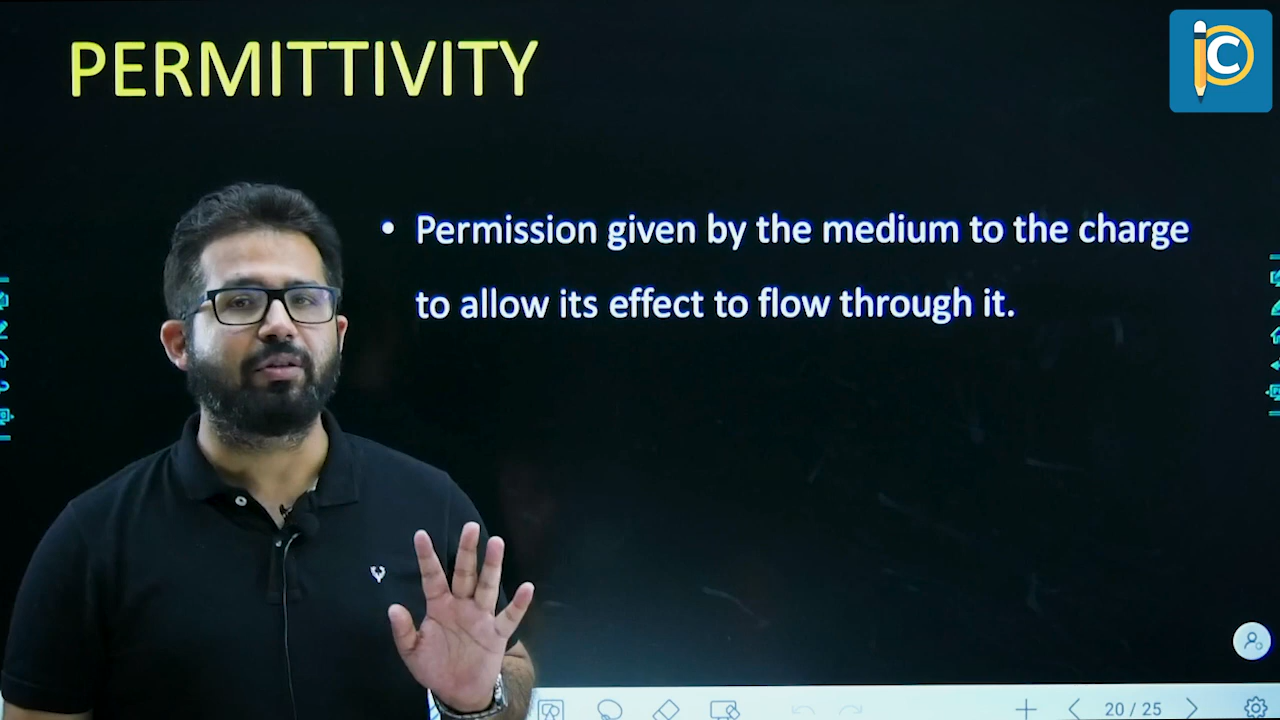 PERMITTIVITY
• Permission given by the medium to the charge
to allow its effect to flow through it.
20 / 25